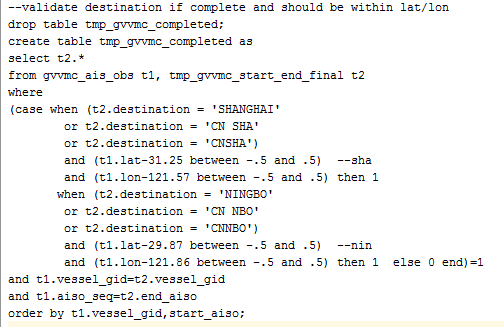 --validate destination if complete and should be within lat/lon
drop table tmp_gvvmc_completed;
create table tmp_gvvmc_completed as
select t2.*
from gvvmc_ais_obs t1, tmp_gvvmc_start_end_final t2
where
(case when (t2.destination = 'SHANGHAI'
or t2.destination = 'CN SHA'
or t2.destination = 'CNSHA')
and (t1.lat-31.25 between -.5 and .5)  --sha
and (t1.lon-121.57 between -.5 and .5) then 1
when (t2.destination = 'NINGBO'
or t2.destination = 'CN NBO'
or t2.destination = 'CNNBO')
and (t1.lat-29.87 between -.5 and .5)  --nin
and (t1.lon-121.86 between -.5 and .5) then 1  else 0 end)=1
and t1.vessel_gid=t2.vessel_gid
and t1.aiso_seq=t2.end_aiso
order by t1.vessel_gid,start_aiso;